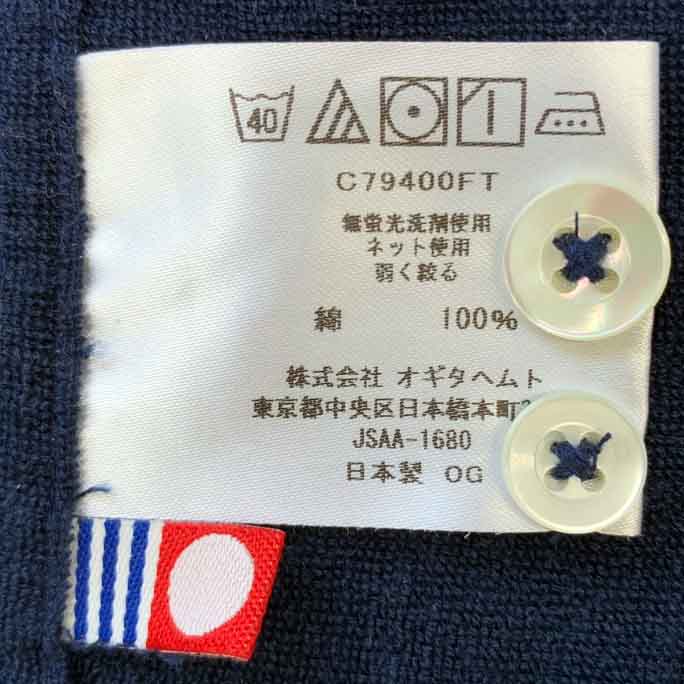 40
C79400FT
無蛍光洗剤使用
ネット使用
弱く絞る
綿 100%
株式会社 オギタヘムト
東京都中央区日本橋本町
JSAA-1680
日本製 OG